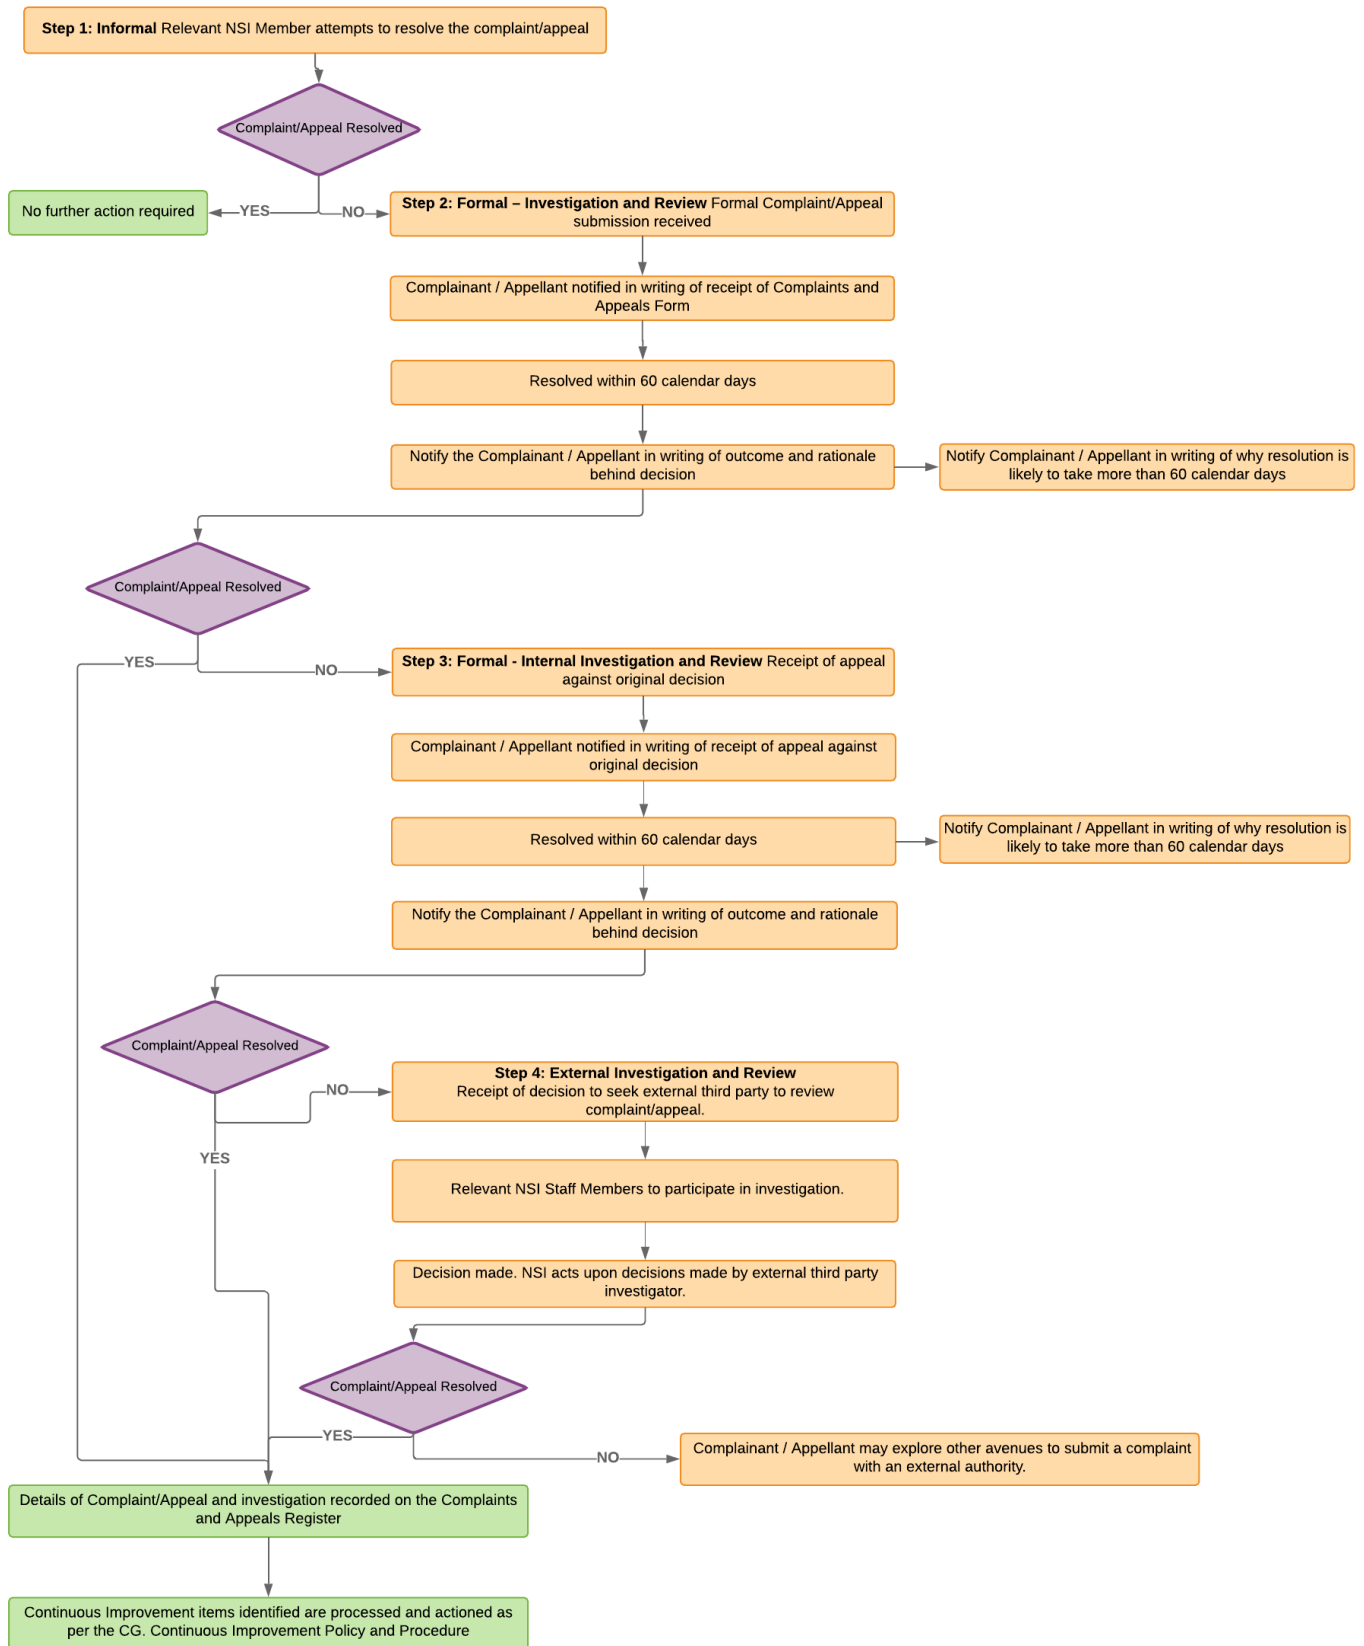 Step 1: Informal Relevant NSI Member attempts to resolve the complaint/appeal
Complaint/Appeal Resolved
No further action required
YES
NO
Step 2: Formal – Investigation and Review Formal Complaint/Appeal
submission received
Complainant / Appellant notified in writing of receipt of Complaints and
Appeals Form
Resolved within 60 calendar days
Notify the Complainant / Appellant in writing of outcome and rationale
behind decision
Notify Complainant / Appellant in writing of why resolution is
likely to take more than 60 calendar days
Complaint/Appeal Resolved
YES
NO
Step 3: Formal - Internal Investigation and Review Receipt of appeal
against original decision
Complainant / Appellant notified in writing of receipt of appeal against
original decision
Resolved within 60 calendar days
Notify Complainant / Appellant in writing of why resolution is
likely to take more than 60 calendar days
Notify the Complainant / Appellant in writing of outcome and rationale
behind decision
Complaint/Appeal Resolved
NO
YES
Step 4: External Investigation and Review
Receipt of decision to seek external third party to review
complaint/appeal.
Relevant NSI Staff Members to participate in investigation.
Decision made. NSI acts upon decisions made by external third party
investigator.
Complaint/Appeal Resolved
YES
NO
Complainant / Appellant may explore other avenues to submit a complaint
with an external authority.
Details of Complaint/Appeal and investigation recorded on the Complaints
and Appeals Register
Continuous Improvement items identified are processed and actioned as
per the CG. Continuous Improvement Policy and Procedure